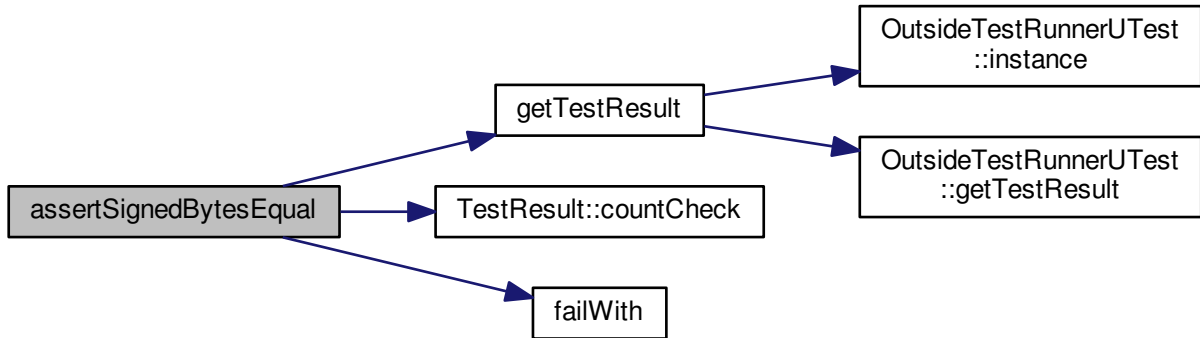 assertSignedBytesEqual
getTestResult
OutsideTestRunnerUTest
::instance
OutsideTestRunnerUTest
::getTestResult
TestResult::countCheck
failWith